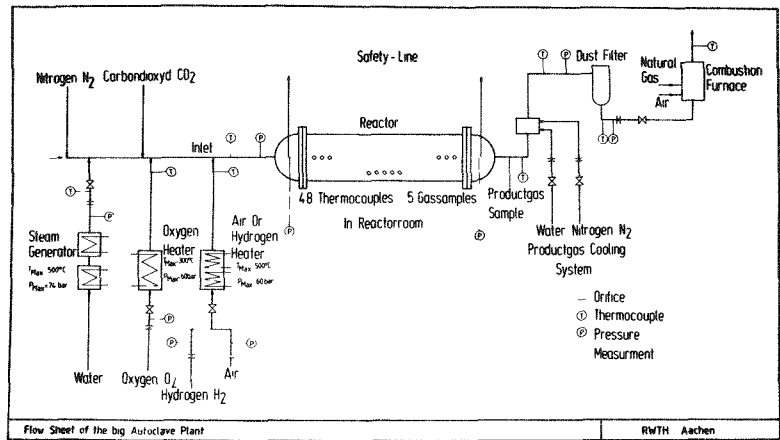 Safety-Line
Nitrogen N2
Carbondioxyd CO2
T
P
Dust Filter
T
Natural
Gas
Air
Combustion
Furnace
Inlet
T
P
Reactor
T
P
T
T
T
48 Thermocouples
5 Gassamples
In Reactorroom
T
Productgas
Sample
P
P
P
Steam
Generator
TMax 500°C
PMax=74 bar
Oxygen
Heater
TMax 300°C
PMax 60bar
Air Or
Hydrogen
Heater
TMax 500°C
PMax 60 bar
Water
Nitrogen N2
Productgas Cooling
System
— Orifice
T Thermocouple
P Pressure
Measurment
P
P
P
Water
Oxygen O2
Hydrogen H2
Air
Flow Sheet of the big Autoclave Plant
RWTH Aachen